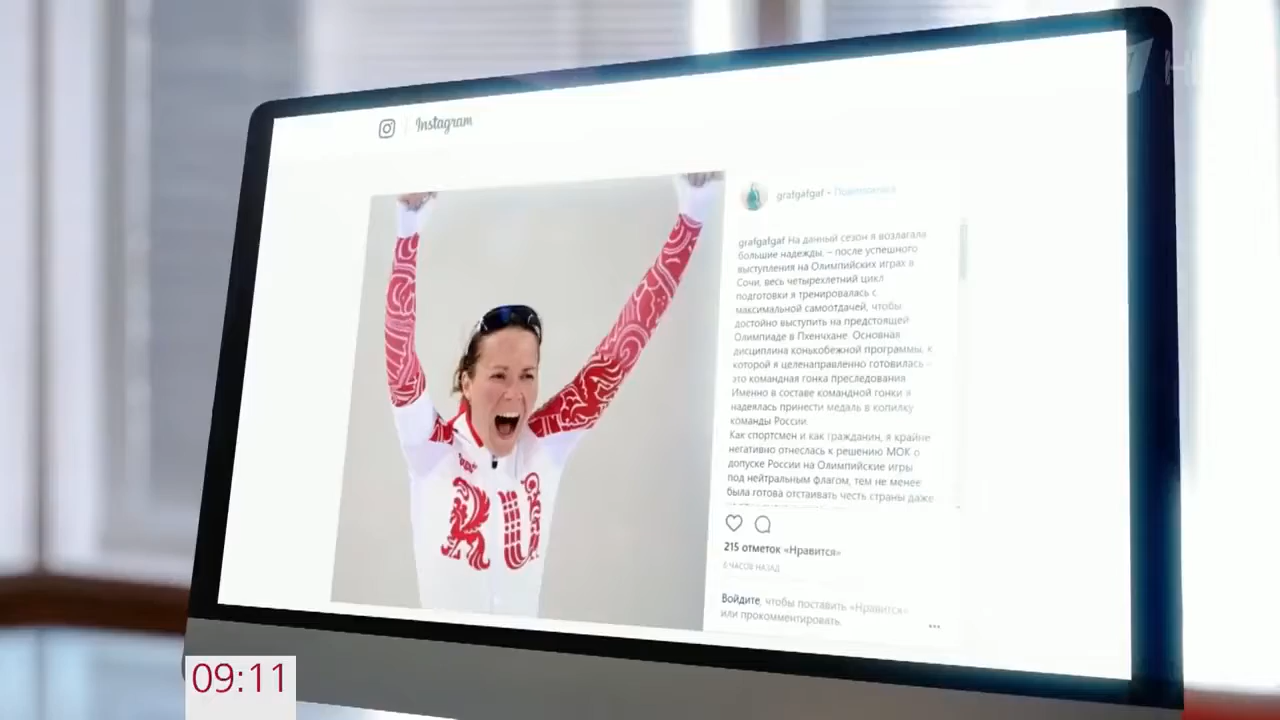 Instagram
grafgafgaf • Подписаться
grafgafgaf На данный сезон я возлагала
большие надежды, – после успешного
выступления на Олимпийских играх в
Сочи, весь четырехлетний цикл
подготовки я тренировалась с
максимальной самоотдачей, чтобы
достойно выступить на предстоящей
Олимпиаде в Пхенчхане. Основная
дисциплина конькобежной программы, к
которой я целенаправленно готовилась –
это командная гонка преследования.
Именно в составе командной гонки я
надеялась принести медаль в копилку
команды России.
Как спортсмен и как гражданин, я крайне
негативно отнеслась к решению МОК о
допуске России на Олимпийские игры
под нейтральным флагом, тем не менее
была готова отстаивать честь страны даже
RU
215 отметок «Нравится»
ЧАСОВ НАЗАД
Войдите, чтобы поставить «Нравится»
или прокомментировать.
09:11